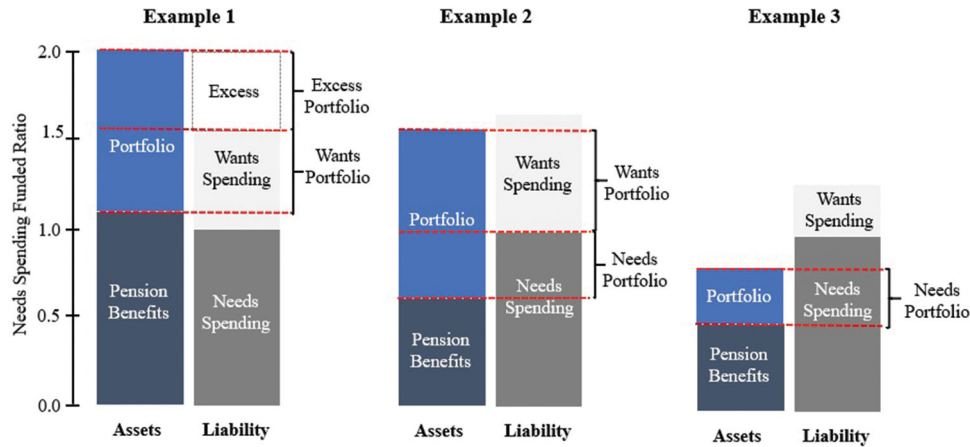 Example 1
Example 2
Example 3
Needs Spending Funded Ratio
2.0
1.5
1.0
0.5
0.0
Portfolio
Pension
Benefits
Excess
Wants
Spending
Needs
Spending
Excess
Portfolio
Wants
Portfolio
Assets
Liability
Portfolio
Pension
Benefits
Wants
Spending
Needs
Spending
Wants
Portfolio
Needs
Portfolio
Assets
Liability
Portfolio
Pension
Benefits
Wants
Spending
Needs
Spending
Needs
Portfolio
Assets
Liability